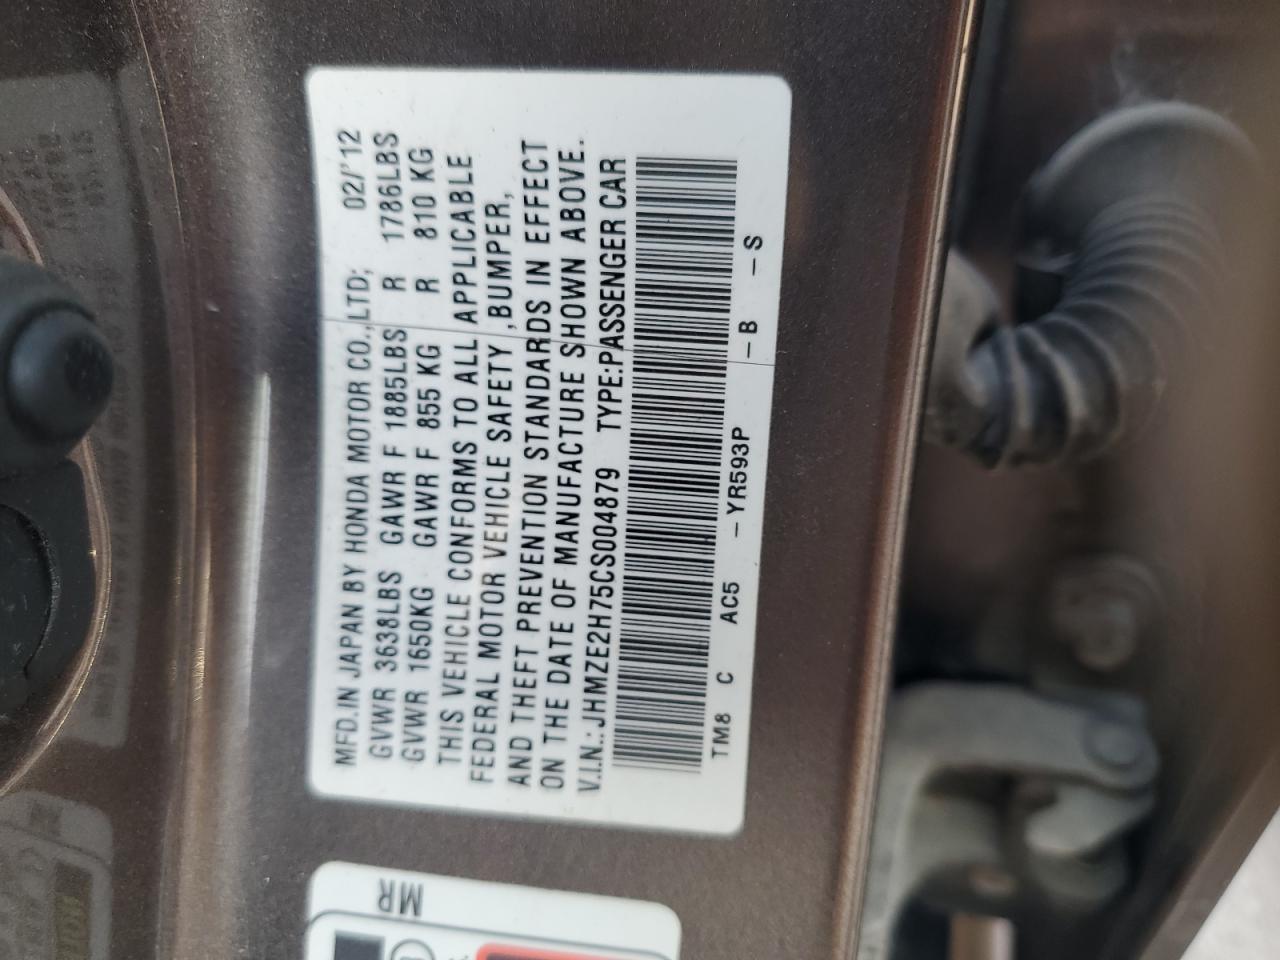 MFD.IN JAPAN BY HONDA MOTOR CO.,LTD; 02/'12
GVWR 3638LBS GAWR F 1885LBS R 1786LBS
GVWR 1650KG GAWR F 855 KG R 810 KG
THIS VEHICLE CONFORMS TO ALL APPLICABLE
FEDERAL MOTOR VEHICLE SAFETY ,BUMPER,
AND THEFT PREVENTION STANDARDS IN EFFECT
ON THE DATE OF MANUFACTURE SHOWN ABOVE.
V.I.N.: JHMZE2H75CS004879 TYPE:PASSENGER CAR
TM8 C AC5 -YR593P -B -S
MR